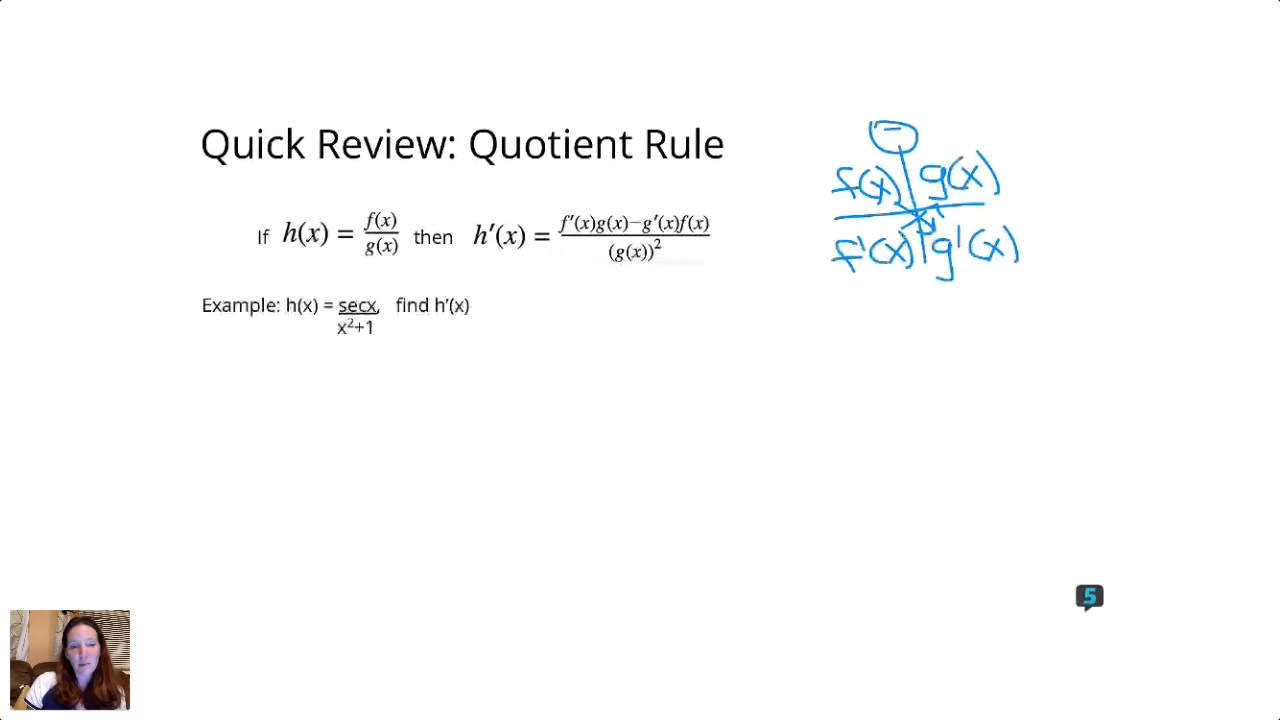 Quick Review: Quotient Rule
−
f(x) g(x)
f'(x) g'(x)
If h(x) = f(x)/g(x) then h′(x) = f′(x)g(x)−g′(x)f(x)/(g(x))²
Example: h(x) = secx, find h’(x)
x²+1
5